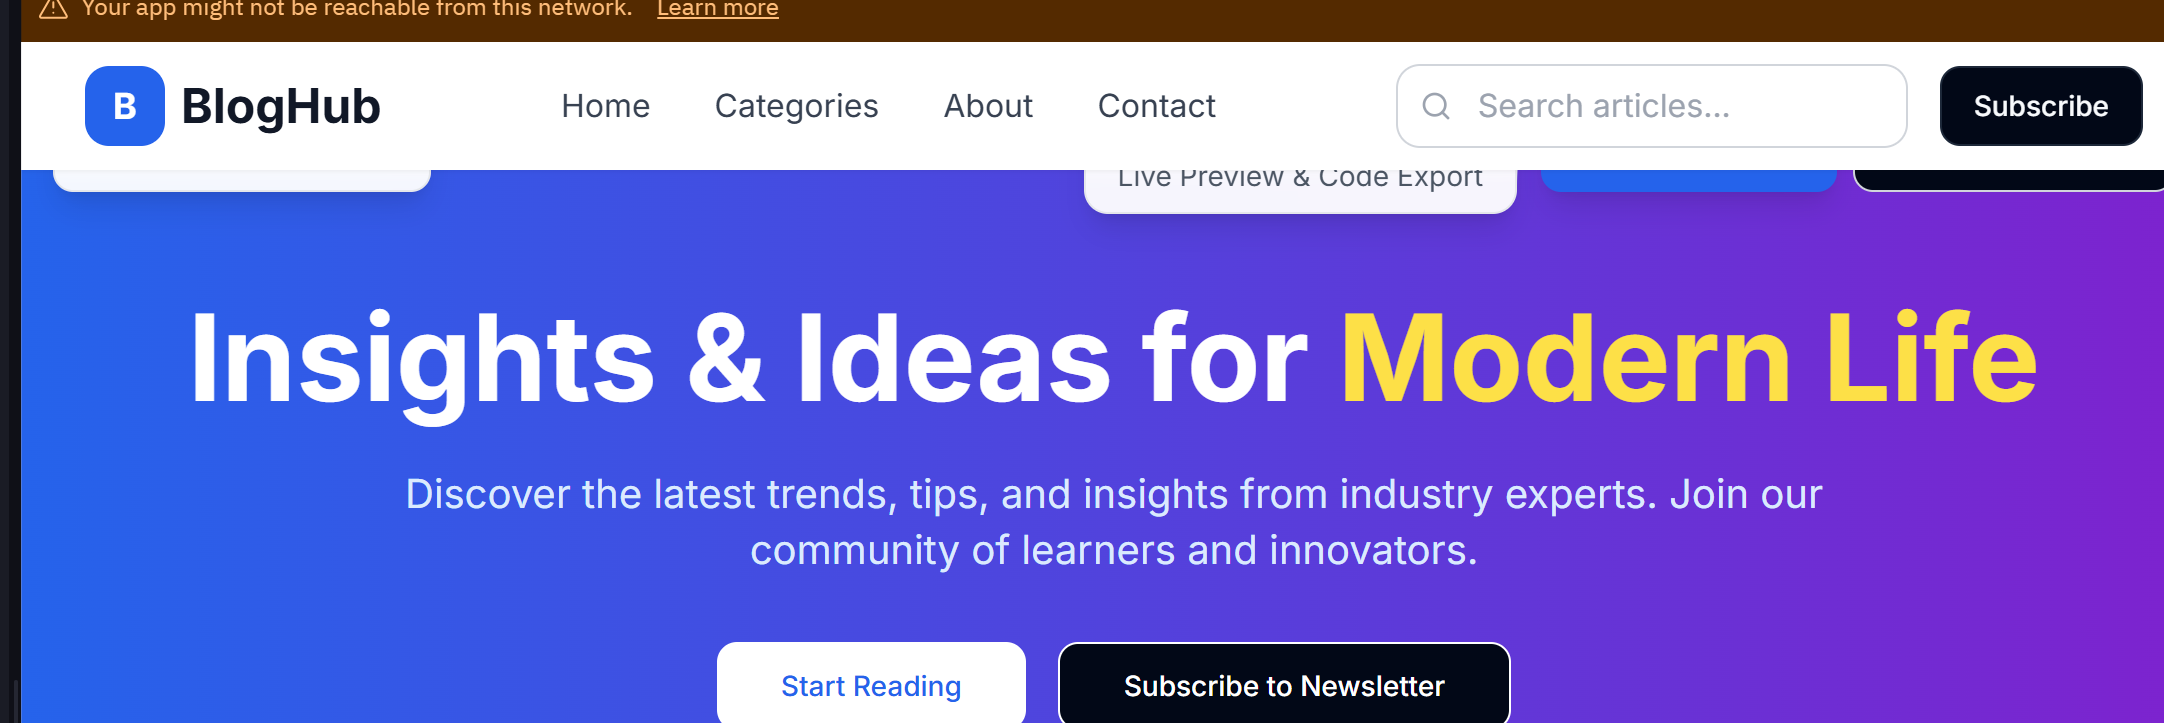 Your app might not be reachable from this network. Learn more
B BlogHub Home Categories About Contact Search articles... Subscribe
Live Preview & Code Export
Insights & Ideas for Modern Life
Discover the latest trends, tips, and insights from industry experts. Join our
community of learners and innovators.
Start Reading Subscribe to Newsletter